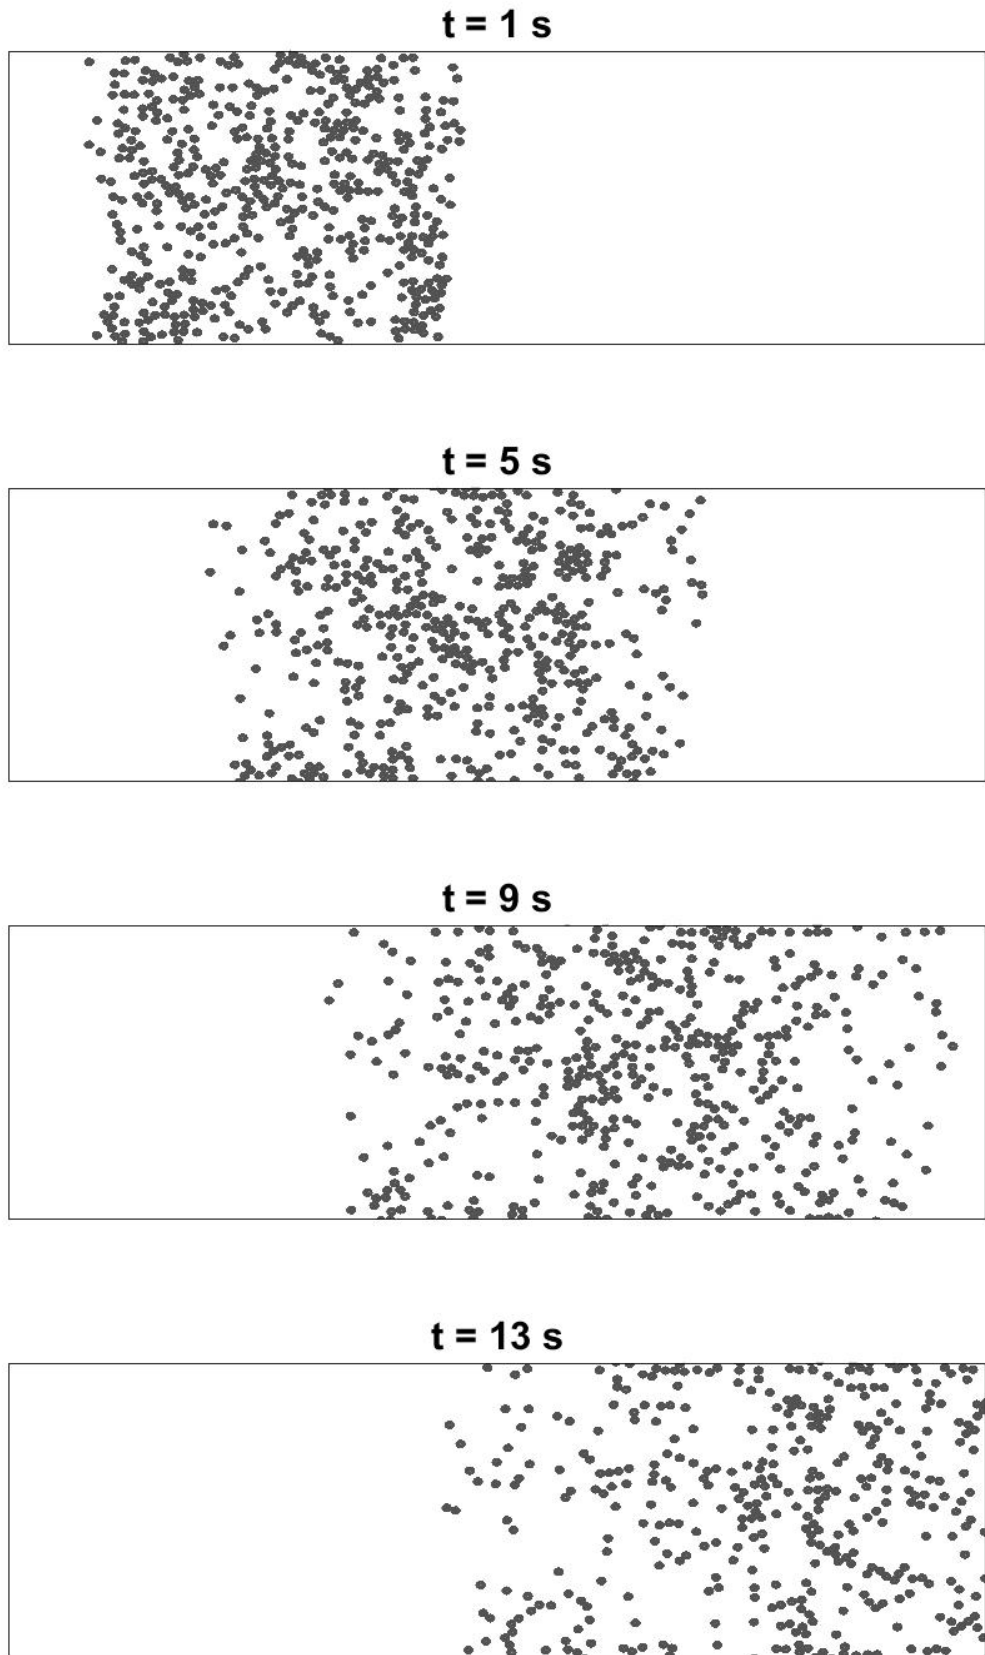 t = 1 s
t = 5 s
t = 9 s
t = 13 s